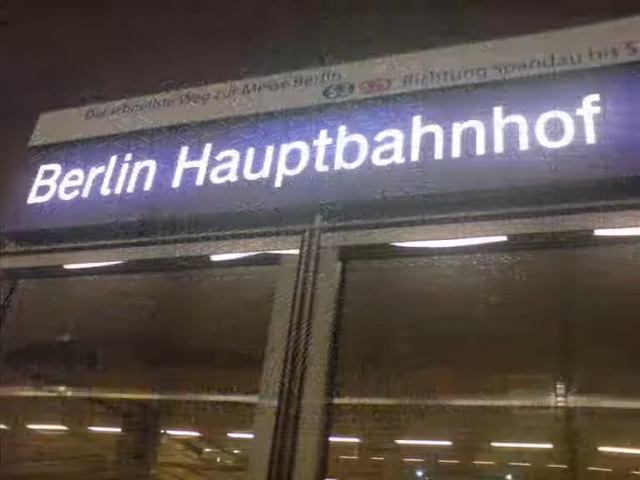 Der schnellste Weg zur Messe Berlin Richtung Spandau bis
Berlin Hauptbahnhof